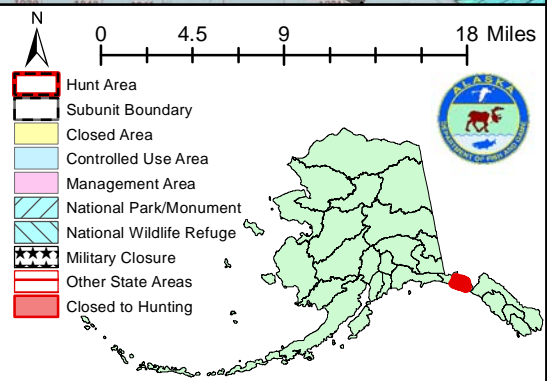 N
0 4.5 9 18 Miles
Hunt Area
Subunit Boundary
Closed Area
Controlled Use Area
Management Area
National Park/Monument
National Wildlife Refuge
Military Closure
Other State Areas
Closed to Hunting
ALASKA
DEPARTMENT OF FISH AND GAME